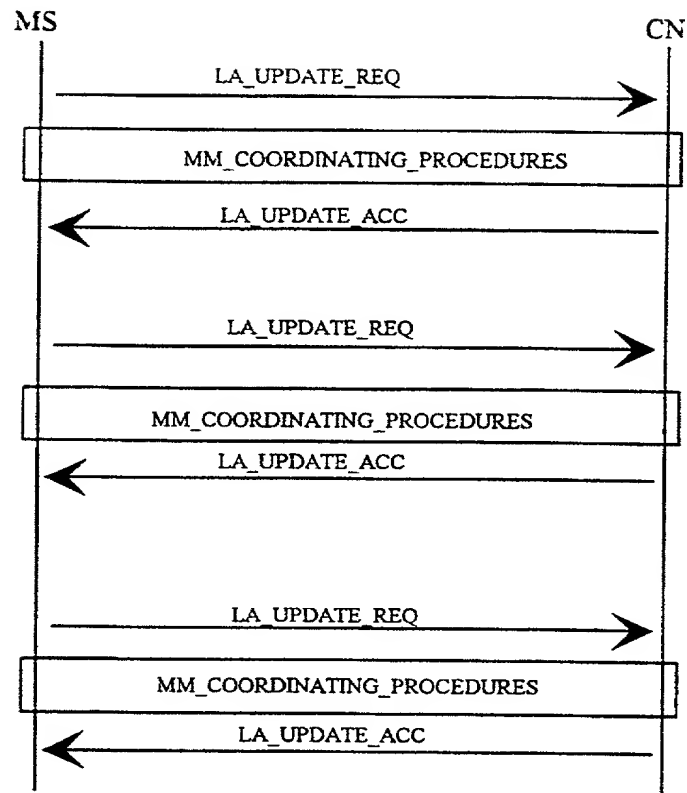 MS
CN
LA_UPDATE_REQ
MM_COORDINATING_PROCEDURES
LA_UPDATE_ACC
LA_UPDATE_REQ
MM_COORDINATING_PROCEDURES
LA_UPDATE_ACC
LA_UPDATE_REQ
MM_COORDINATING_PROCEDURES
LA_UPDATE_ACC